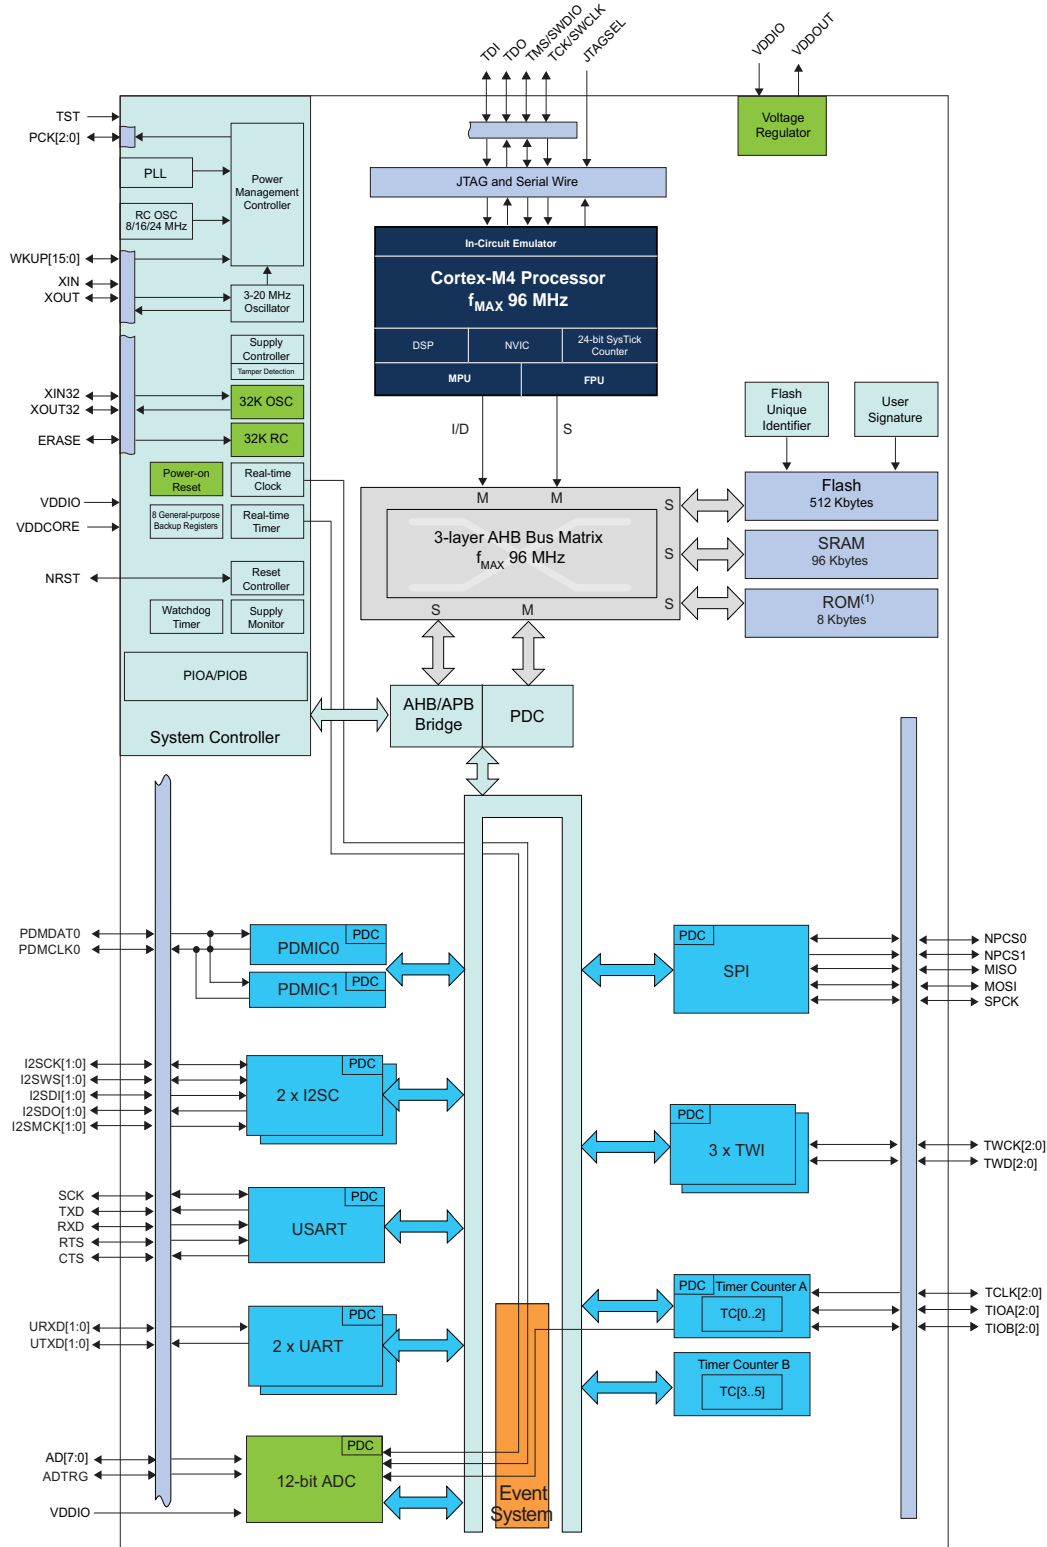 TDI
TDO
TMS/SWDIO
TCK/SWCLK
JTAGSEL
VDDIO
VDDOUT
TST
PCK[2:0]
PLL
RC OSC
8/16/24 MHz
Power
Management
Controller
WKUP[15:0]
XIN
XOUT
3-20 MHz
Oscillator
Supply
Controller
Tamper Detection
XIN32
XOUT32
32K OSC
ERASE
32K RC
Power-on
Reset
Real-time
Clock
VDDIO
VDDCORE
8 General-purpose
Backup Registers
Real-time
Timer
NRST
Reset
Controller
Watchdog
Timer
Supply
Monitor
PIOA/PIOB
System Controller
Voltage
Regulator
JTAG and Serial Wire
In-Circuit Emulator
Cortex-M4 Processor
fMAX 96 MHz
DSP
NVIC
24-bit SysTick
Counter
MPU
FPU
I/D
S
Flash
Unique
Identifier
User
Signature
M
M
S
3-layer AHB Bus Matrix
fMAX 96 MHz
S
S
S
M
Flash
512 Kbytes
SRAM
96 Kbytes
ROM(1)
8 Kbytes
AHB/APB
Bridge
PDC
PDMDAT0
PDMCLK0
PDMIC0
PDC
PDMIC1
PDC
I2SCK[1:0]
I2SWS[1:0]
I2SDI[1:0]
I2SDO[1:0]
I2SMCK[1:0]
PDC
2 x I2SC
SCK
TXD
RXD
RTS
CTS
PDC
USART
URXD[1:0]
UTXD[1:0]
PDC
2 x UART
AD[7:0]
ADTRG
VDDIO
PDC
12-bit ADC
Event
System
PDC
SPI
NPCS0
NPCS1
MISO
MOSI
SPCK
PDC
3 x TWI
TWCK[2:0]
TWD[2:0]
PDC
Timer Counter A
TC[0..2]
TCLK[2:0]
TIOA[2:0]
TIOB[2:0]
Timer Counter B
TC[3..5]